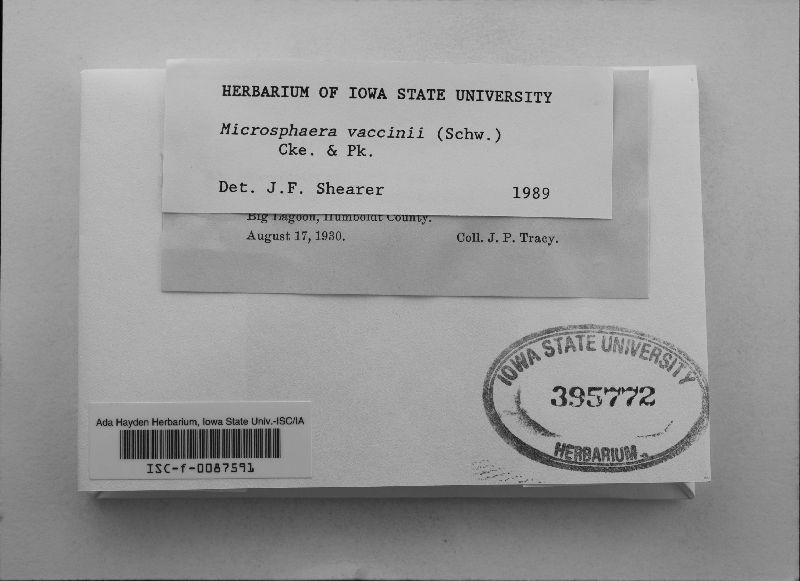 HERBARIUM OF IOWA STATE UNIVERSITY
Microsphaera vaccinii (Schw.)
Cke. & Pk.
Det. J.F. Shearer 1989
Big Lagoon, Humboldt County.
August 17, 1930. Coll. J. P. Tracy.
IOWA STATE UNIVERSITY
395772
HERBARIUM
Ada Hayden Herbarium, Iowa State Univ.-ISC/IA
ISC-f-0087591